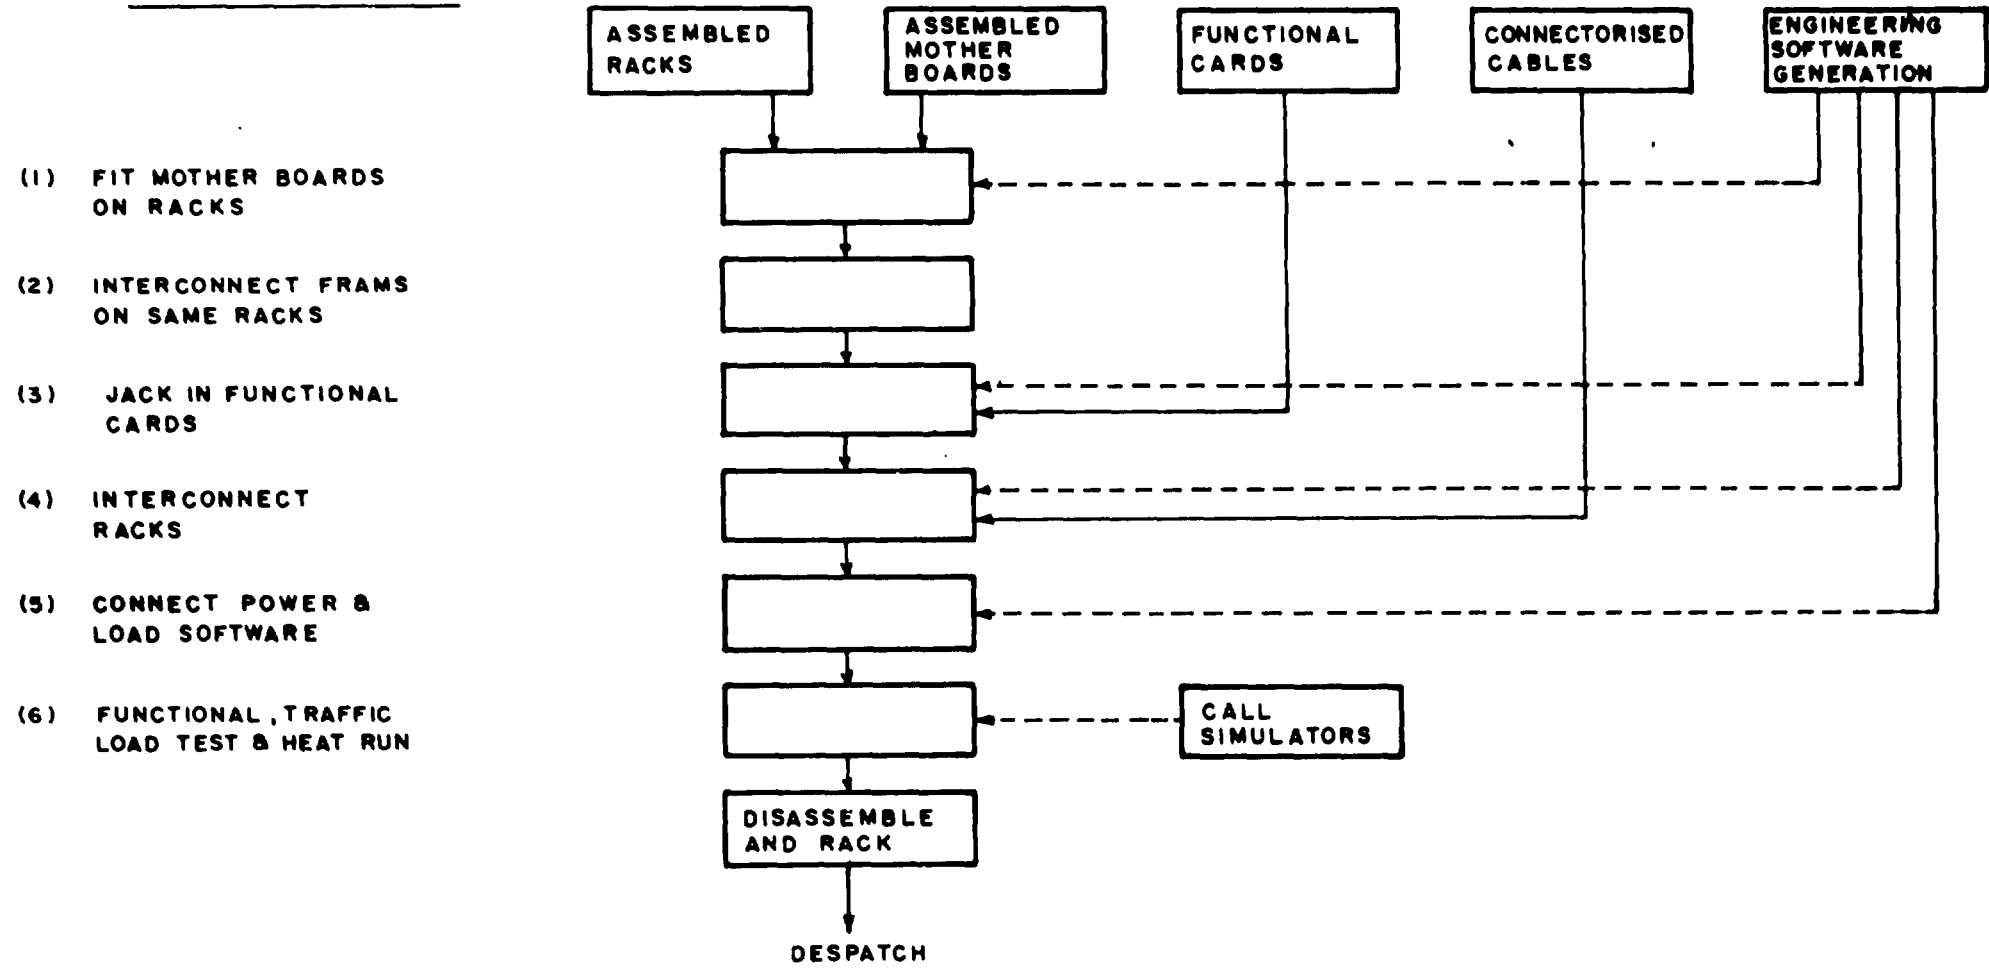 ASSEMBLED
RACKS
ASSEMBLED
MOTHER
BOARDS
FUNCTIONAL
CARDS
CONNECTORISED
CABLES
ENGINEERING
SOFTWARE
GENERATION
(1) FIT MOTHER BOARDS
ON RACKS
(2) INTERCONNECT FRAMS
ON SAME RACKS
(3) JACK IN FUNCTIONAL
CARDS
(4) INTERCONNECT
RACKS
(5) CONNECT POWER &
LOAD SOFTWARE
(6) FUNCTIONAL, TRAFFIC
LOAD TEST & HEAT RUN
CALL
SIMULATORS
DISASSEMBLE
AND RACK
DESPATCH